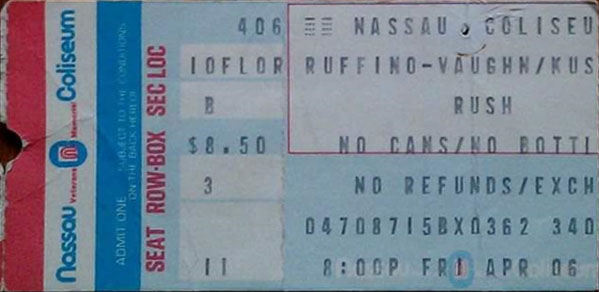 Nassau Veterans Memorial Coliseum
ADMIT ONE SUBJECT TO THE CONDITIONS
ON THE BACK HEREOF
SEAT ROW-BOX SEC LOC
406
10FLOR
B
$8.50
3
11
NASSAU COLISEU
RUFFINO-VAUGHN/KUS
RUSH
NO CANS/NO BOTTL
NO REFUNDS/EXCH
04708715BX0362 340
8:00P FRI APR 06